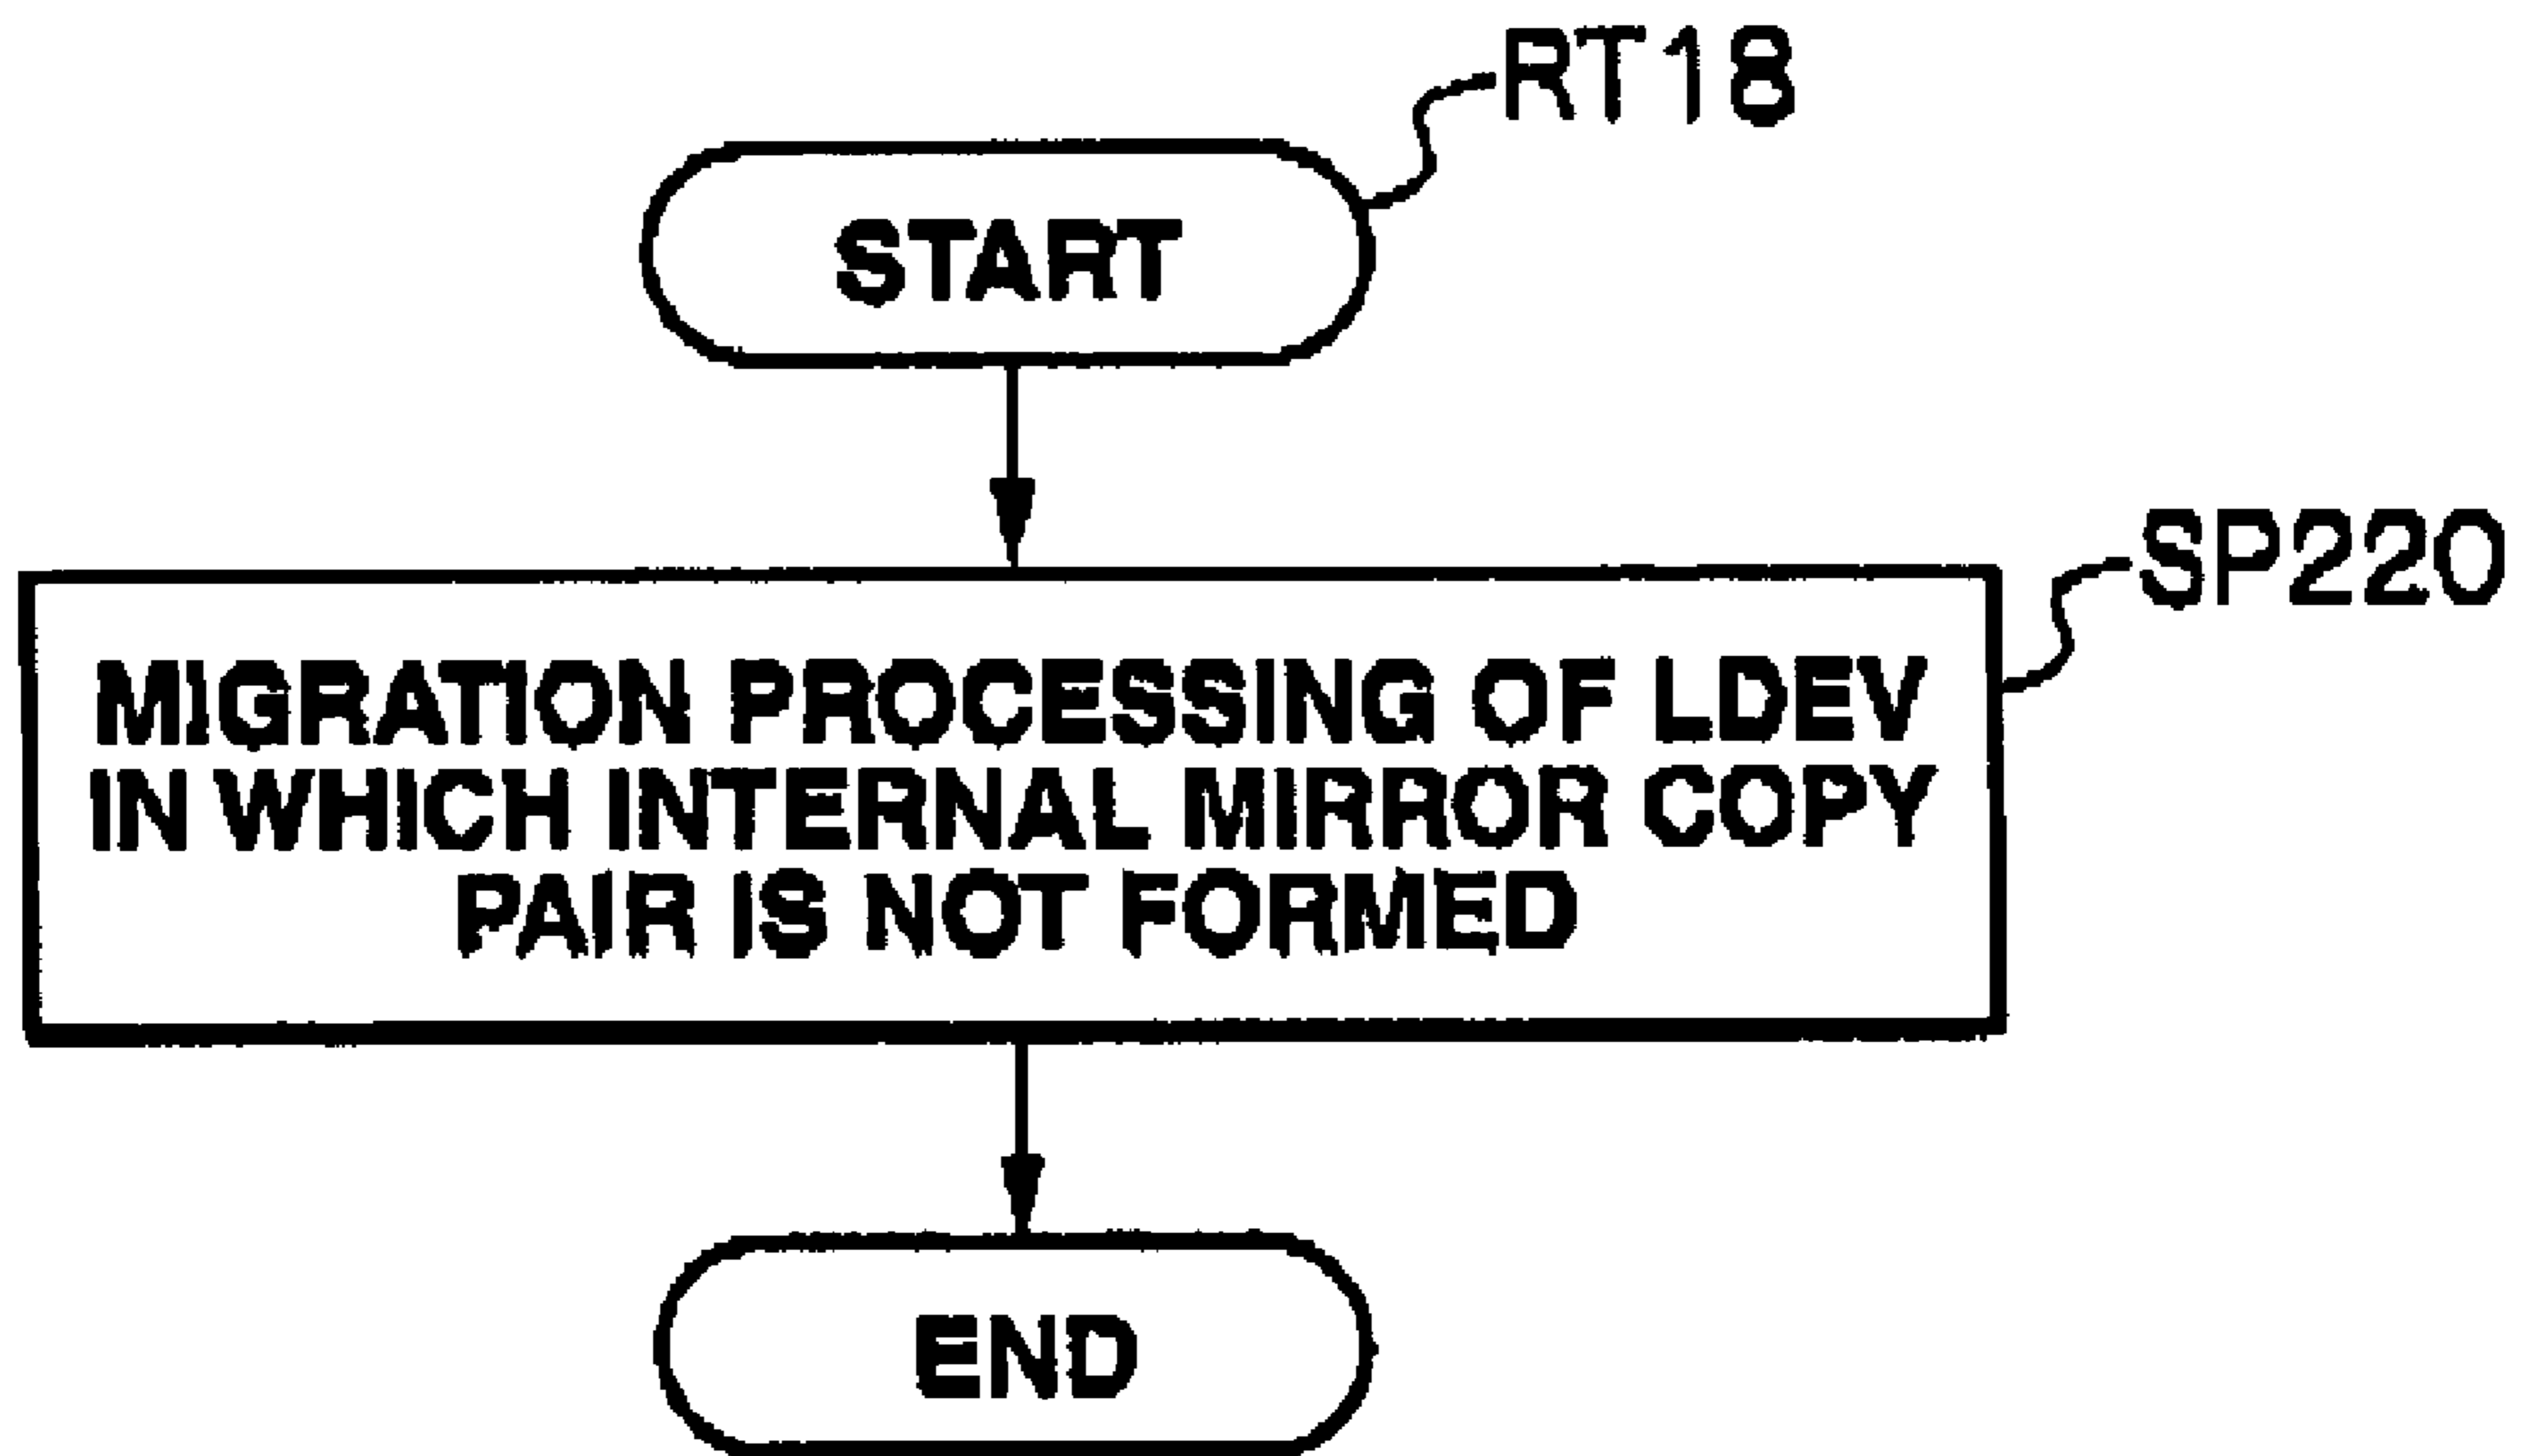 RT18
START
SP220
MIGRATION PROCESSING OF LDEV
IN WHICH INTERNAL MIRROR COPY
PAIR IS NOT FORMED
END